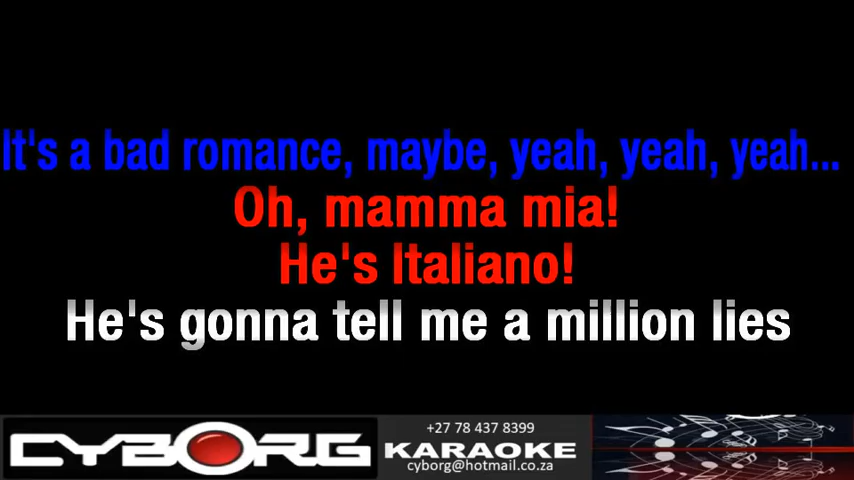 It's a bad romance, maybe, yeah, yeah, yeah...
Oh, mamma mia!
He's Italiano!
He's gonna tell me a million lies
CYBORG
+27 78 437 8399
KARAOKE
cyborg@hotmail.co.za